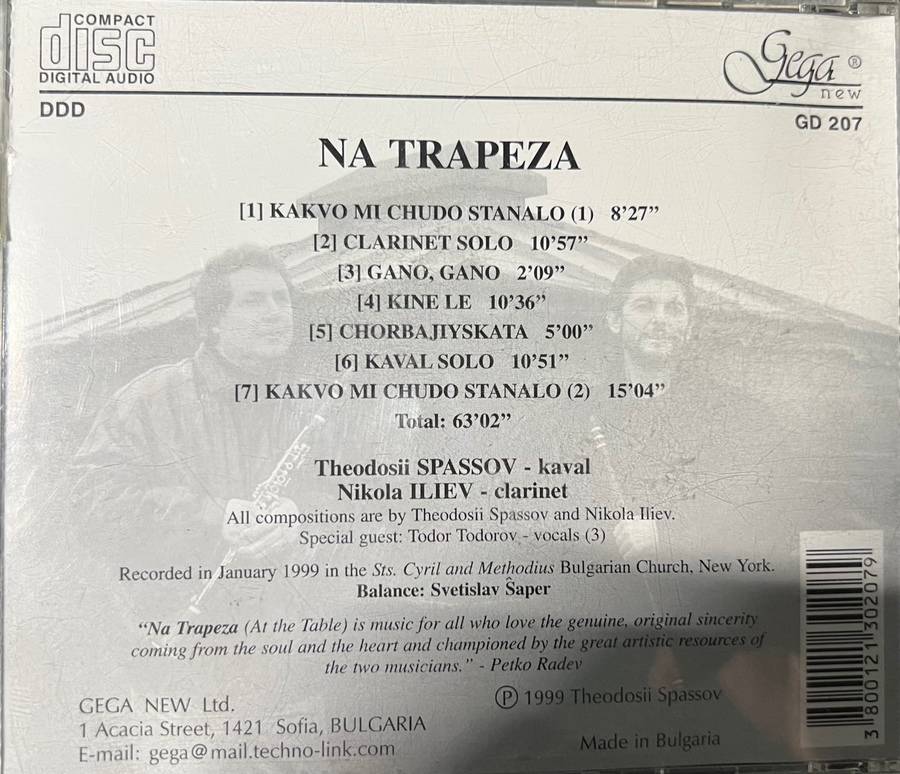 COMPACT
disc
DIGITAL AUDIO
Gega ®
new
DDD
GD 207
NA TRAPEZA
[1] KAKVO MI CHUDO STANALO (1) 8’27”
[2] CLARINET SOLO 10’57”
[3] GANO, GANO 2’09”
[4] KINE LE 10’36”
[5] CHORBAJIYSKATA 5’00”
[6] KAVAL SOLO 10’51”
[7] KAKVO MI CHUDO STANALO (2) 15’04”
Total: 63’02”
Theodosii SPASSOV - kaval
Nikola ILIEV - clarinet
All compositions are by Theodosii Spassov and Nikola Iliev.
Special guest: Todor Todorov - vocals (3)
Recorded in January 1999 in the Sts. Cyril and Methodius Bulgarian Church, New York.
Balance: Svetislav Ŝaper
“Na Trapeza (At the Table) is music for all who love the genuine, original sincerity
coming from the soul and the heart and championed by the great artistic resources of
the two musicians.” - Petko Radev
GEGA NEW Ltd.
1 Acacia Street, 1421 Sofia, BULGARIA
E-mail: gega@mail.techno-link.com
Ⓟ 1999 Theodosii Spassov
Made in Bulgaria
3 800121 302079